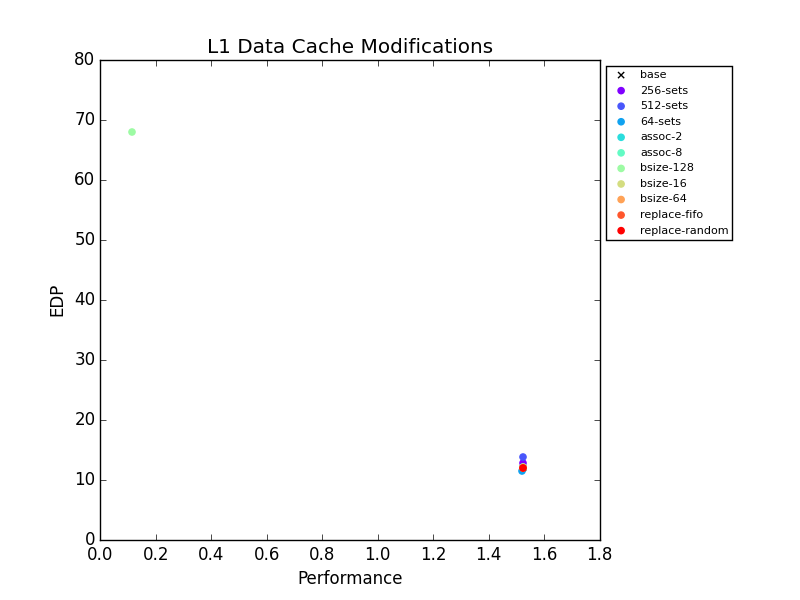 L1 Data Cache Modifications
80
70
60
50
40
30
20
10
0
EDP
0.0 0.2 0.4 0.6 0.8 1.0 1.2 1.4 1.6 1.8
Performance
base
256-sets
512-sets
64-sets
assoc-2
assoc-8
bsize-128
bsize-16
bsize-64
replace-fifo
replace-random